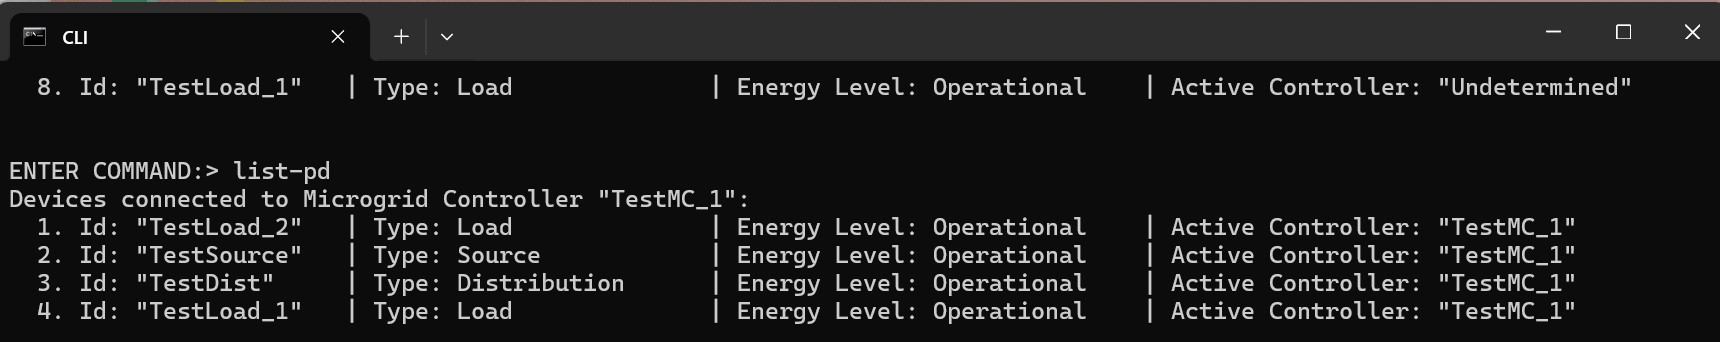 CLI
8. Id: "TestLoad_1" | Type: Load | Energy Level: Operational | Active Controller: "Undetermined"
ENTER COMMAND:> list-pd
Devices connected to Microgrid Controller "TestMC_1":
1. Id: "TestLoad_2" | Type: Load | Energy Level: Operational | Active Controller: "TestMC_1"
2. Id: "TestSource" | Type: Source | Energy Level: Operational | Active Controller: "TestMC_1"
3. Id: "TestDist" | Type: Distribution | Energy Level: Operational | Active Controller: "TestMC_1"
4. Id: "TestLoad_1" | Type: Load | Energy Level: Operational | Active Controller: "TestMC_1"